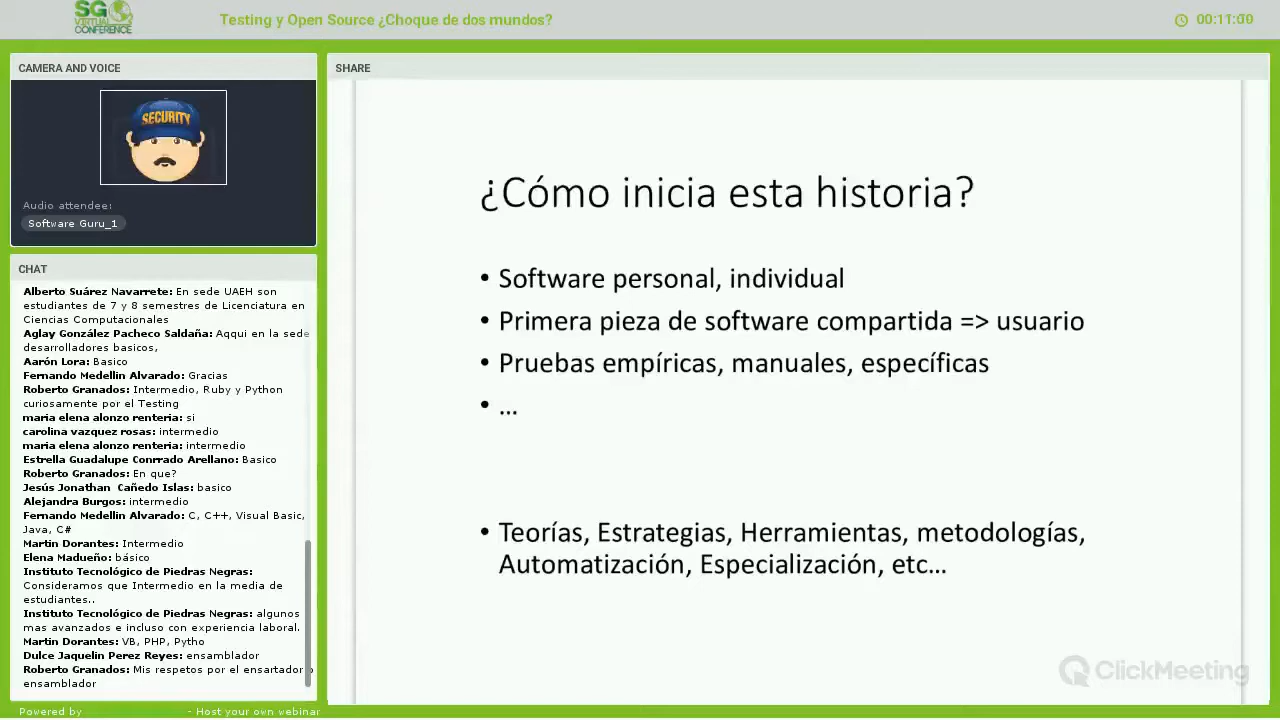 SG
VIRTUAL
CONFERENCE
Testing y Open Source ¿Choque de dos mundos?
00:11:00
CAMERA AND VOICE
SECURITY
Audio attendee:
Software Guru_1
CHAT
Alberto Suárez Navarrete: En sede UAEH son
estudiantes de 7 y 8 semestres de Licenciatura en
Ciencias Computacionales
Aglay González Pacheco Saldaña: Aqqui en la sede
desarrolladores basicos,
Aarón Lora: Basico
Fernando Medellin Alvarado: Gracias
Roberto Granados: Intermedio, Ruby y Python
curiosamente por el Testing
maria elena alonzo renteria: si
carolina vazquez rosas: intermedio
maria elena alonzo renteria: intermedio
Estrella Guadalupe Conrrado Arellano: Basico
Roberto Granados: En que?
Jesús Jonathan Cañedo Islas: basico
Alejandra Burgos: intermedio
Fernando Medellin Alvarado: C, C++, Visual Basic,
Java, C#
Martin Dorantes: Intermedio
Elena Madueño: básico
Instituto Tecnológico de Piedras Negras:
Consideramos que Intermedio en la media de
estudiantes..
Instituto Tecnológico de Piedras Negras: algunos
mas avanzados e incluso con experiencia laboral.
Martin Dorantes: VB, PHP, Pytho
Dulce Jaquelin Perez Reyes: ensamblador
Roberto Granados: Mis respetos por el ensartador o
ensamblador
Powered by - Host your own webinar
SHARE
¿Cómo inicia esta historia?
• Software personal, individual
• Primera pieza de software compartida => usuario
• Pruebas empíricas, manuales, específicas
• ...
• Teorías, Estrategias, Herramientas, metodologías,
Automatización, Especialización, etc...
ClickMeeting